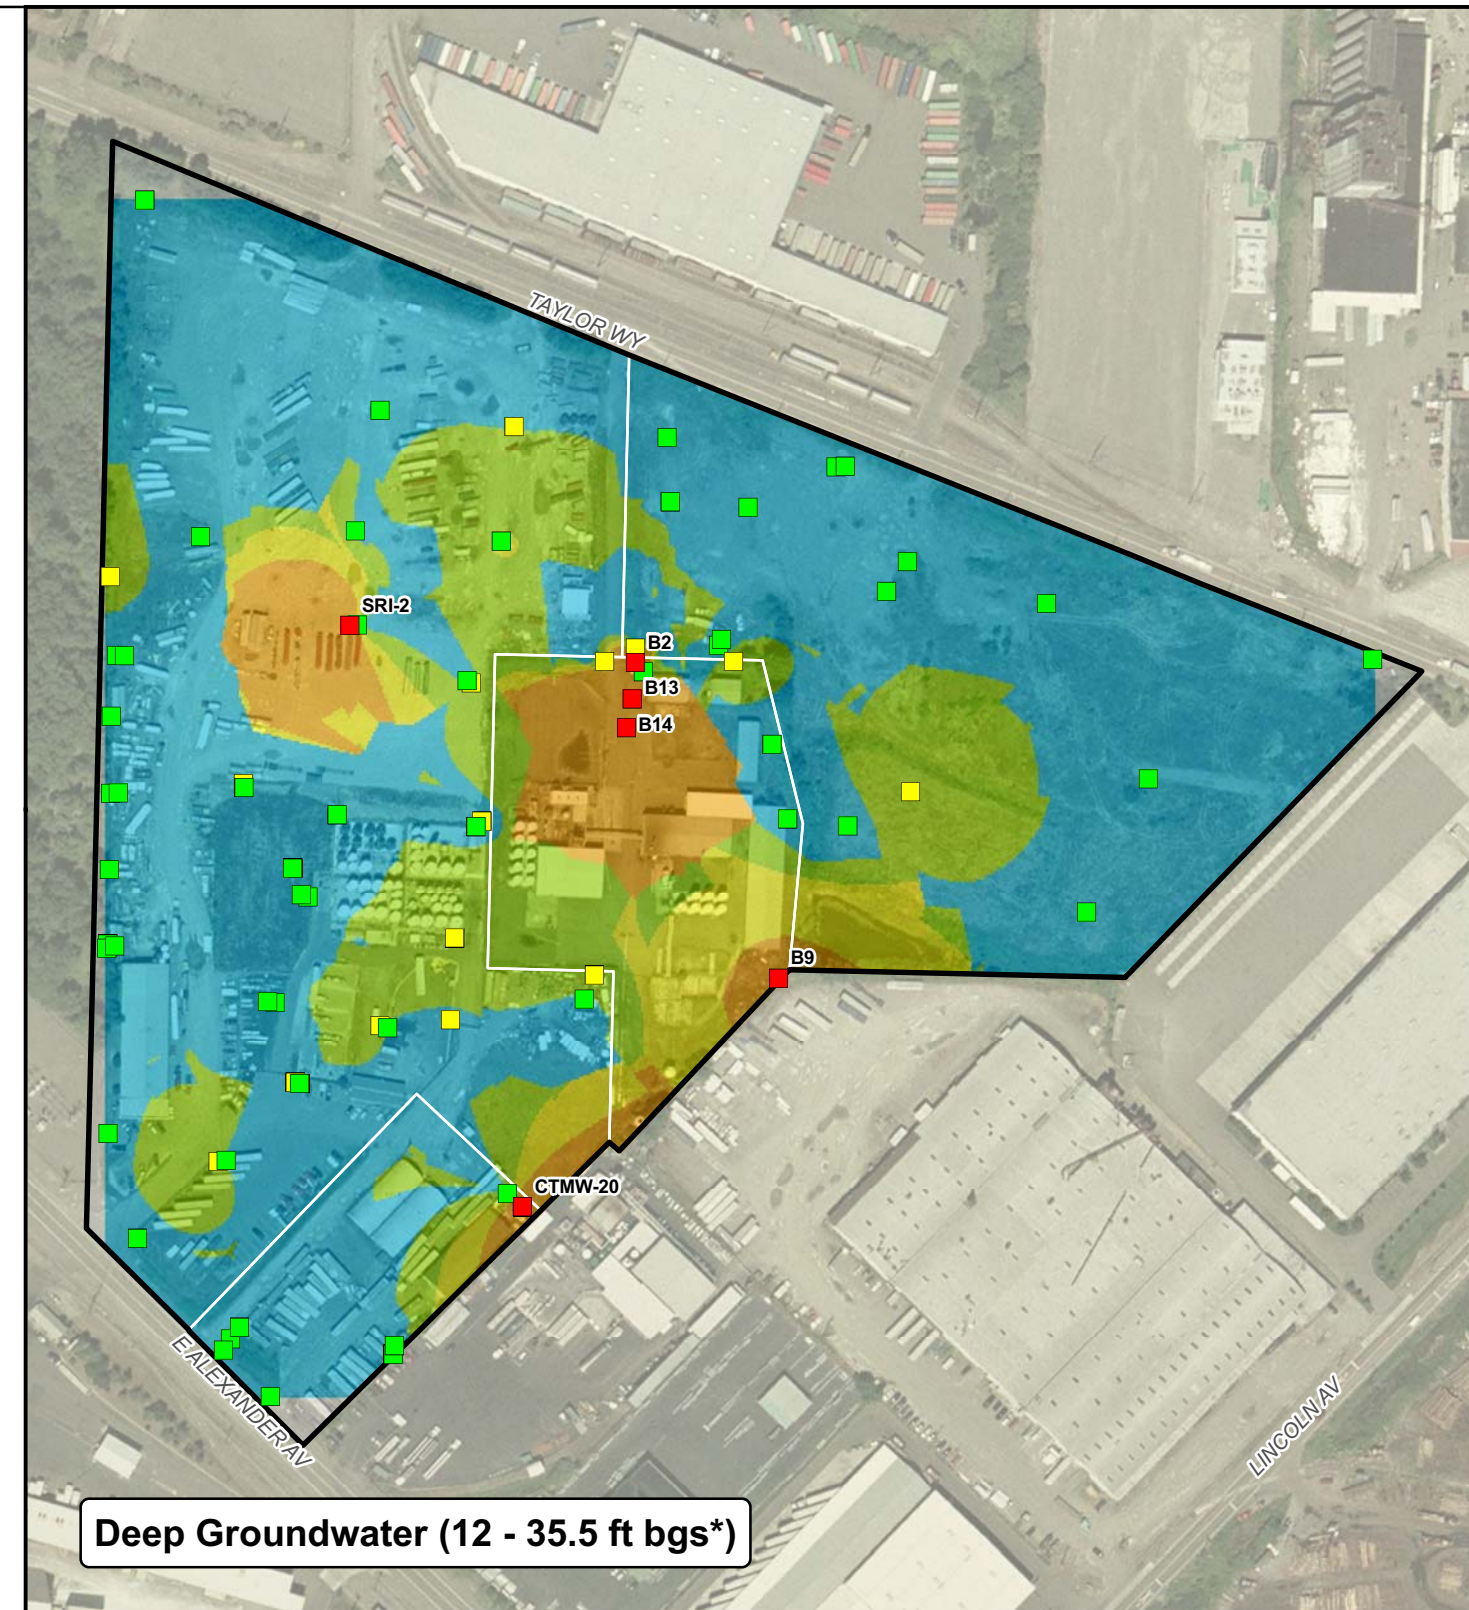 TAYLOR WY
SRI-2
B2
B13
B14
B9
CTMW-20
E ALEXANDER AV
LINCOLN AV
Deep Groundwater (12 - 35.5 ft bgs*)